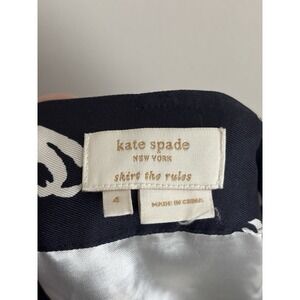 kate spade
NEW YORK
skirt the rules
4
MADE IN CHINA